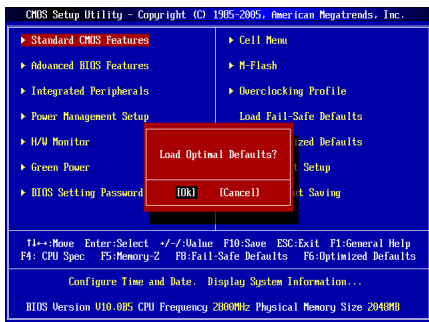 CMOS Setup Utility - Copyright (C) 1985-2005, American Megatrends, Inc.
▶ Standard CMOS Features
▶ Advanced BIOS Features
▶ Integrated Peripherals
▶ Power Management Setup
▶ H/W Monitor
▶ Green Power
▶ BIOS Setting Password
▶ Cell Menu
▶ M-Flash
▶ Overclocking Profile
Load Fail-Safe Defaults
ized Defaults
t Setup
ut Saving
Load Optimal Defaults?
[Ok] [Cancel]
↑↓←→:Move Enter:Select +/-/:Value F10:Save ESC:Exit F1:General Help
F4: CPU Spec F5:Memory-Z F8:Fail-Safe Defaults F6:Optimized Defaults
Configure Time and Date. Display System Information...
BIOS Version V10.0B5 CPU Frequency 2800MHz Physical Memory Size 2048MB